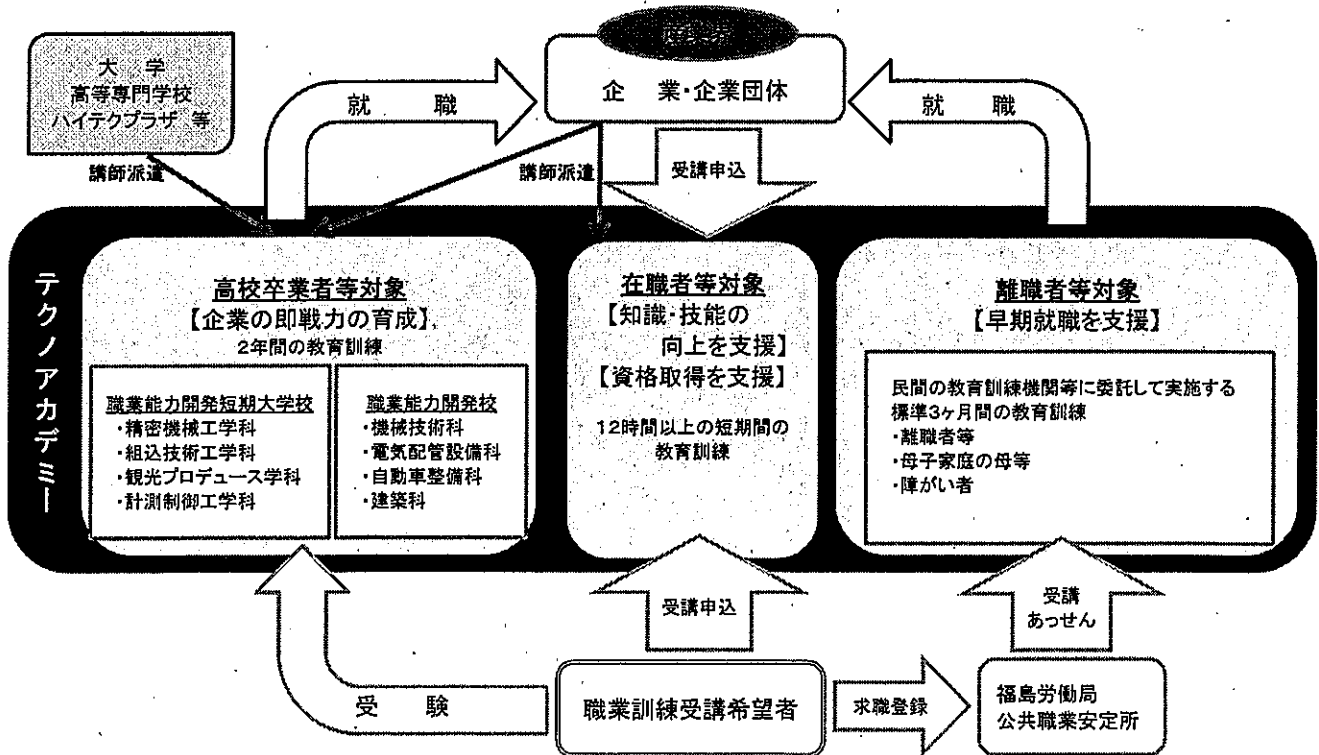 大　学
高等専門学校
ハイテクプラザ 等
産業界
企　業・企業団体
就　職
就　職
講師派遣
講師派遣
受講申込
テクノアカデミー
高校卒業者等対象
【企業の即戦力の育成】
2年間の教育訓練
職業能力開発短期大学校
・精密機械工学科
・組込技術工学科
・観光プロデュース学科
・計測制御工学科
職業能力開発校
・機械技術科
・電気配管設備科
・自動車整備科
・建築科
在職者等対象
【知識・技能の
向上を支援】
【資格取得を支援】
12時間以上の短期間の
教育訓練
離職者等対象
【早期就職を支援】
民間の教育訓練機関等に委託して実施する
標準3ヶ月間の教育訓練
・離職者等
・母子家庭の母等
・障がい者
受講申込
受講
あっせん
受　験
職業訓練受講希望者
求職登録
福島労働局
公共職業安定所